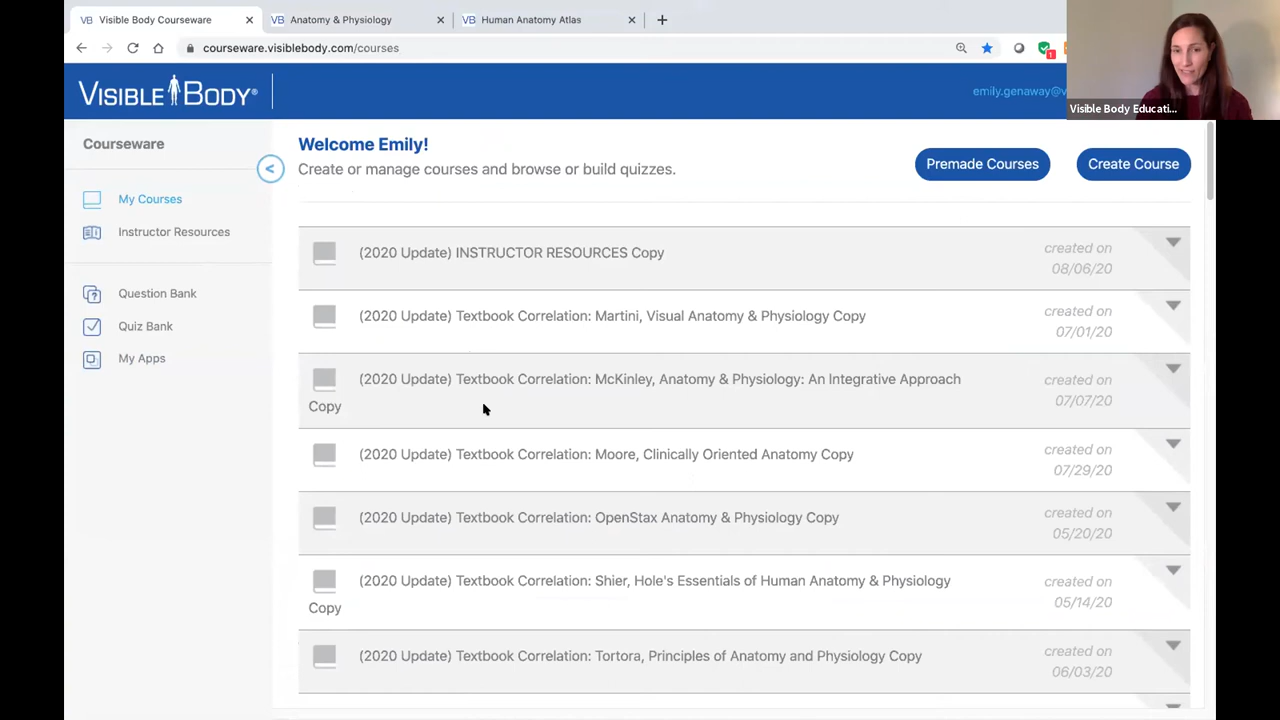 VB Visible Body Courseware
VB Anatomy & Physiology
VB Human Anatomy Atlas
courseware.visiblebody.com/courses
1
VISIBLE BODY®
emily.genaway@v
Visible Body Educati...
Courseware
Welcome Emily!
Create or manage courses and browse or build quizzes.
Premade Courses
Create Course
My Courses
Instructor Resources
Question Bank
Quiz Bank
My Apps
(2020 Update) INSTRUCTOR RESOURCES Copy
created on
08/06/20
(2020 Update) Textbook Correlation: Martini, Visual Anatomy & Physiology Copy
created on
07/01/20
(2020 Update) Textbook Correlation: McKinley, Anatomy & Physiology: An Integrative Approach
Copy
created on
07/07/20
(2020 Update) Textbook Correlation: Moore, Clinically Oriented Anatomy Copy
created on
07/29/20
(2020 Update) Textbook Correlation: OpenStax Anatomy & Physiology Copy
created on
05/20/20
(2020 Update) Textbook Correlation: Shier, Hole's Essentials of Human Anatomy & Physiology
Copy
created on
05/14/20
(2020 Update) Textbook Correlation: Tortora, Principles of Anatomy and Physiology Copy
created on
06/03/20